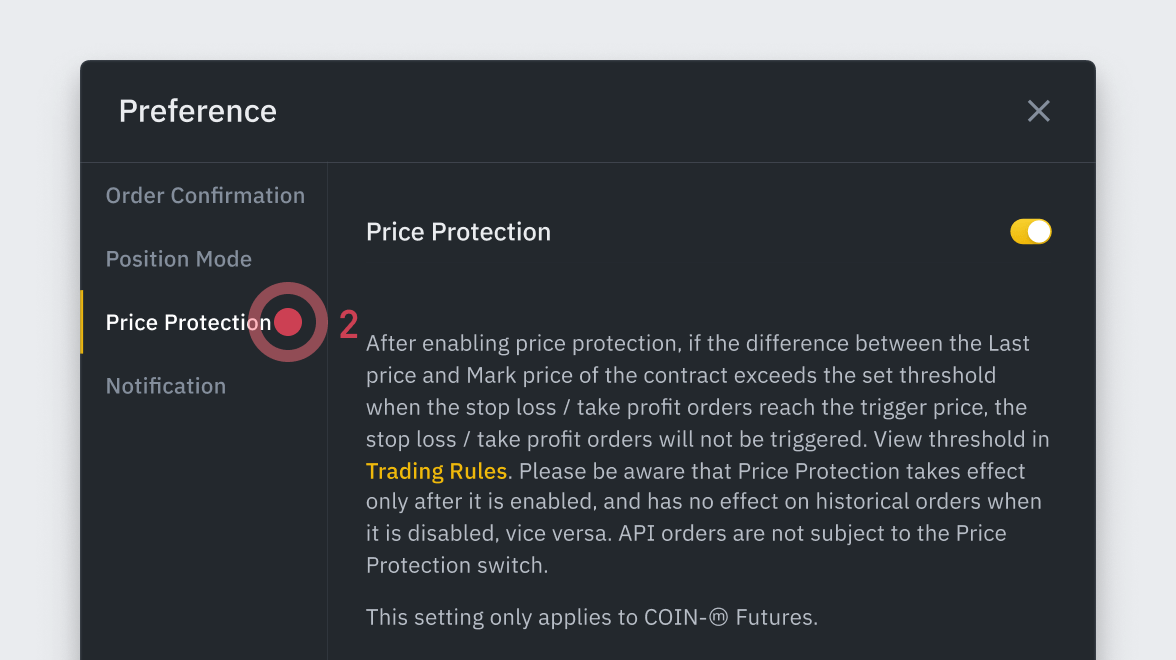 Preference
Order Confirmation
Position Mode
Price Protection
2
Notification
Price Protection
After enabling price protection, if the difference between the Last
price and Mark price of the contract exceeds the set threshold
when the stop loss / take profit orders reach the trigger price, the
stop loss / take profit orders will not be triggered. View threshold in
Trading Rules. Please be aware that Price Protection takes effect
only after it is enabled, and has no effect on historical orders when
it is disabled, vice versa. API orders are not subject to the Price
Protection switch.
This setting only applies to COIN-ⓜ Futures.